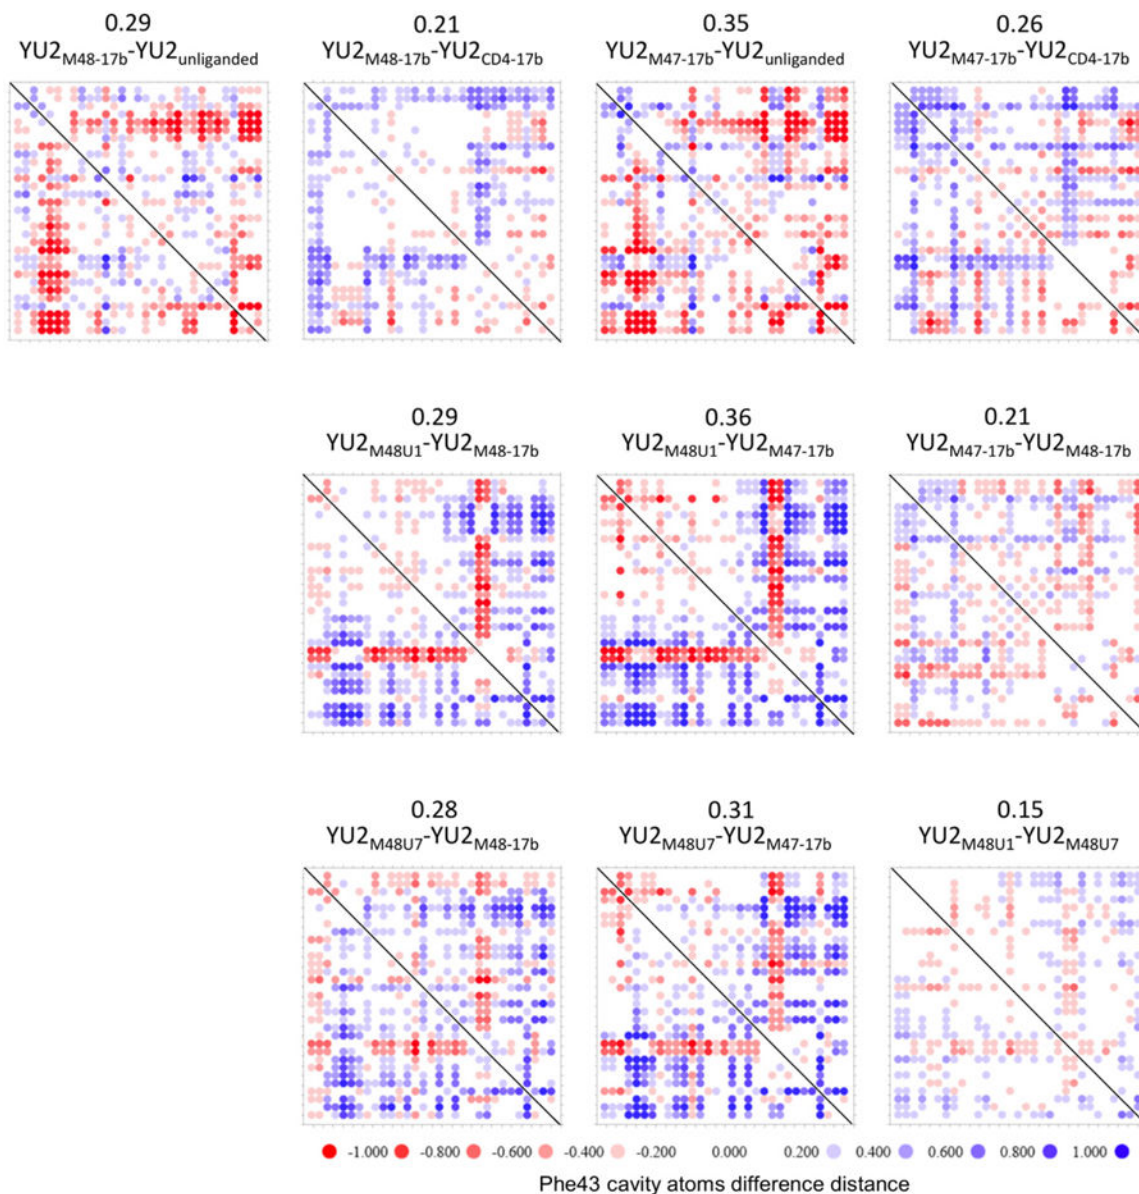 0.29
YU2M48-17b-YU2unliganded
0.21
YU2M48-17b-YU2CD4-17b
0.35
YU2M47-17b-YU2unliganded
0.26
YU2M47-17b-YU2CD4-17b
0.29
YU2M48U1-YU2M48-17b
0.36
YU2M48U1-YU2M47-17b
0.21
YU2M47-17b-YU2M48-17b
0.28
YU2M48U7-YU2M48-17b
0.31
YU2M48U7-YU2M47-17b
0.15
YU2M48U1-YU2M48U7
-1.000 -0.800 -0.600 -0.400 -0.200 0.000 0.200 0.400 0.600 0.800 1.000
Phe43 cavity atoms difference distance